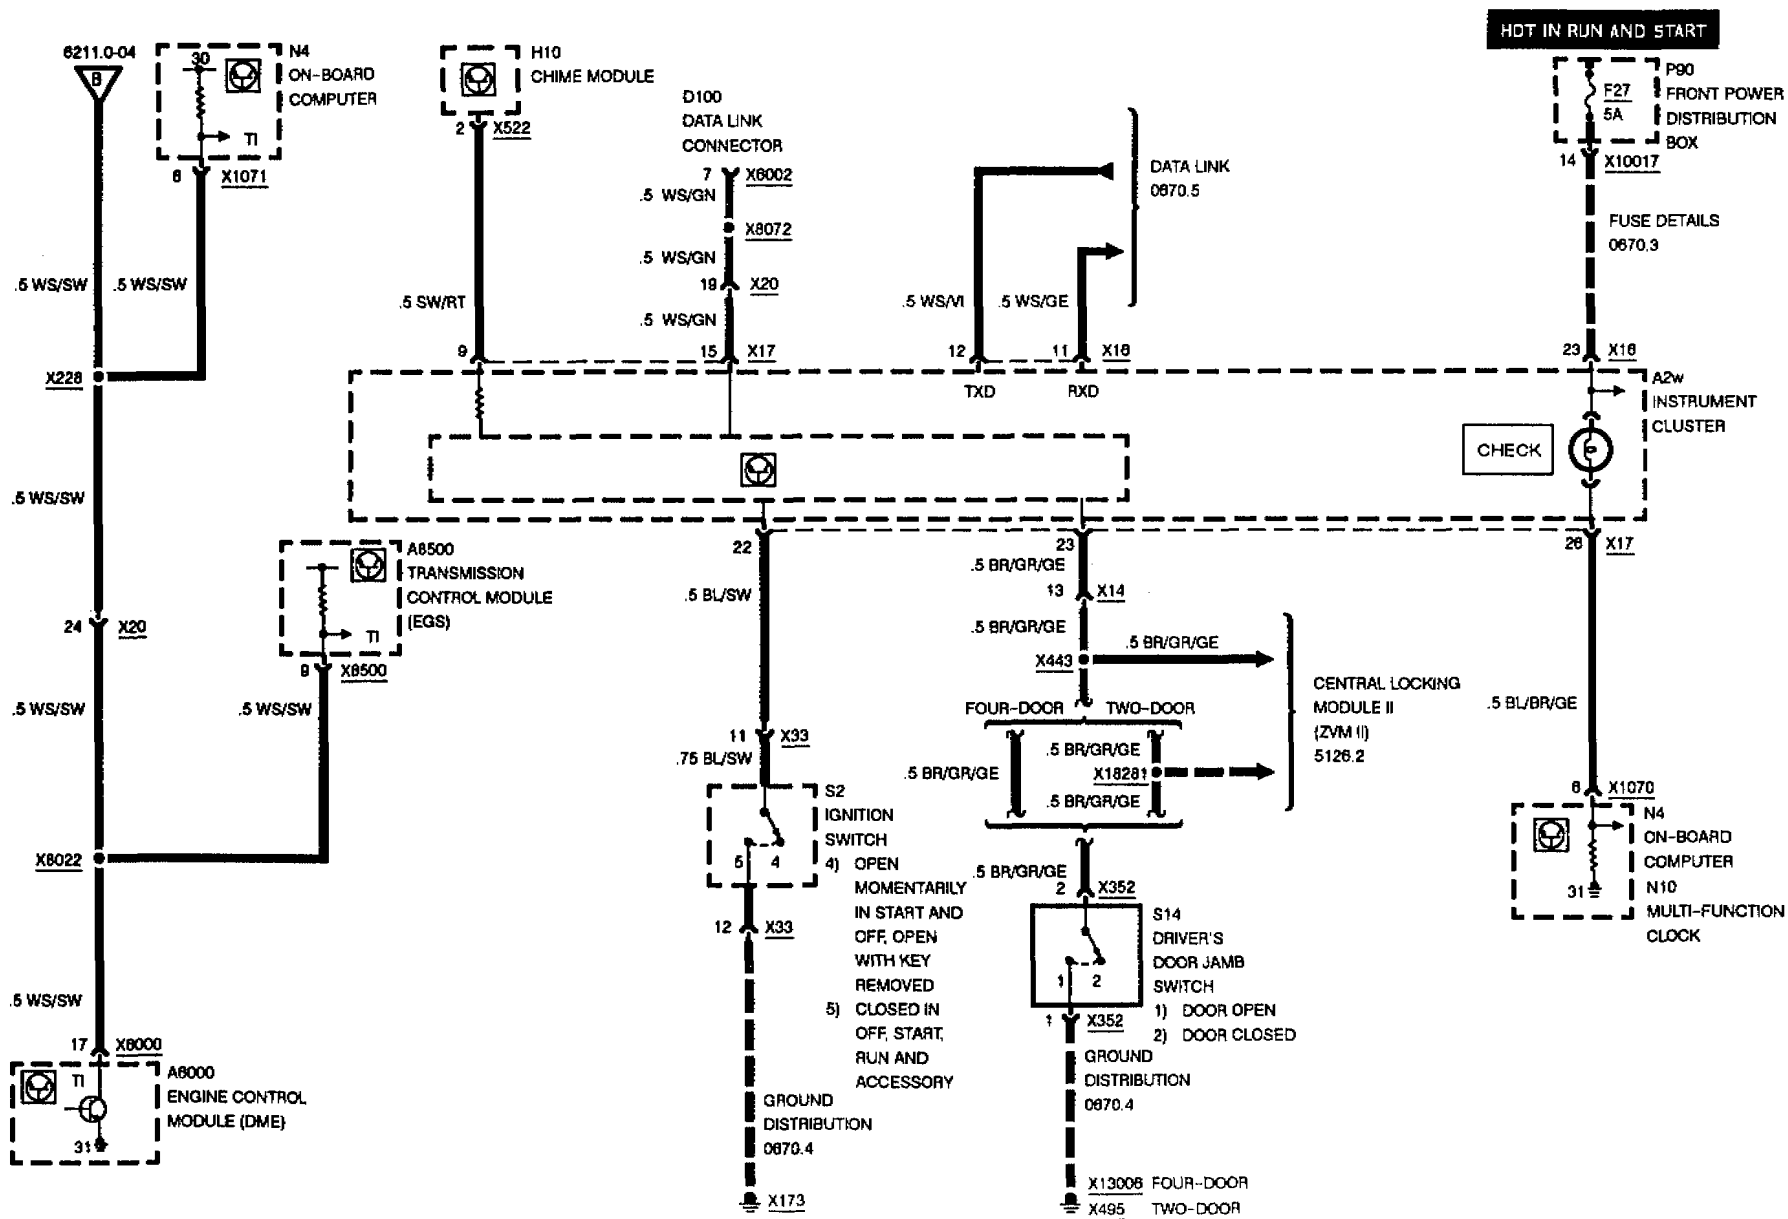 HOT IN RUN AND START
6211.0-04
B
30
N4
ON-BOARD
COMPUTER
TI
6
X1071
H10
CHIME MODULE
2
X522
D100
DATA LINK
CONNECTOR
7
X6002
.5 WS/GN
X8072
.5 WS/GN
19
X20
.5 WS/GN
DATA LINK
0670.5
F27
5A
P90
FRONT POWER
DISTRIBUTION
BOX
14
X10017
FUSE DETAILS
0670.3
.5 WS/SW
.5 WS/SW
.5 SW/RT
.5 WS/VI
.5 WS/GE
9
15
X17
12
11
X16
23
X16
X228
TXD
RXD
A2w
INSTRUMENT
CLUSTER
CHECK
.5 WS/SW
22
23
26
X17
A8500
TRANSMISSION
CONTROL MODULE
(EGS)
TI
9
X8500
24
X20
.5 WS/SW
.5 WS/SW
.5 BL/SW
.5 BR/GR/GE
13
X14
.5 BR/GR/GE
X443
.5 BR/GR/GE
FOUR-DOOR
TWO-DOOR
.5 BR/GR/GE
.5 BR/GR/GE
X18281
.5 BR/GR/GE
CENTRAL LOCKING
MODULE II
(ZVM II)
5126.2
.5 BL/BR/GE
11
X33
.75 BL/SW
S2
IGNITION
SWITCH
4) OPEN
MOMENTARILY
IN START AND
OFF, OPEN
WITH KEY
REMOVED
5) CLOSED IN
OFF, START,
RUN AND
ACCESSORY
5
4
12
X33
GROUND
DISTRIBUTION
0670.4
X173
.5 BR/GR/GE
2
X352
S14
DRIVER'S
DOOR JAMB
SWITCH
1) DOOR OPEN
2) DOOR CLOSED
1
2
1
X352
GROUND
DISTRIBUTION
0670.4
X13006 FOUR-DOOR
X495 TWO-DOOR
6
X1070
N4
ON-BOARD
COMPUTER
N10
MULTI-FUNCTION
CLOCK
31
X8022
.5 WS/SW
17
X6000
TI
A6000
ENGINE CONTROL
MODULE (DME)
31